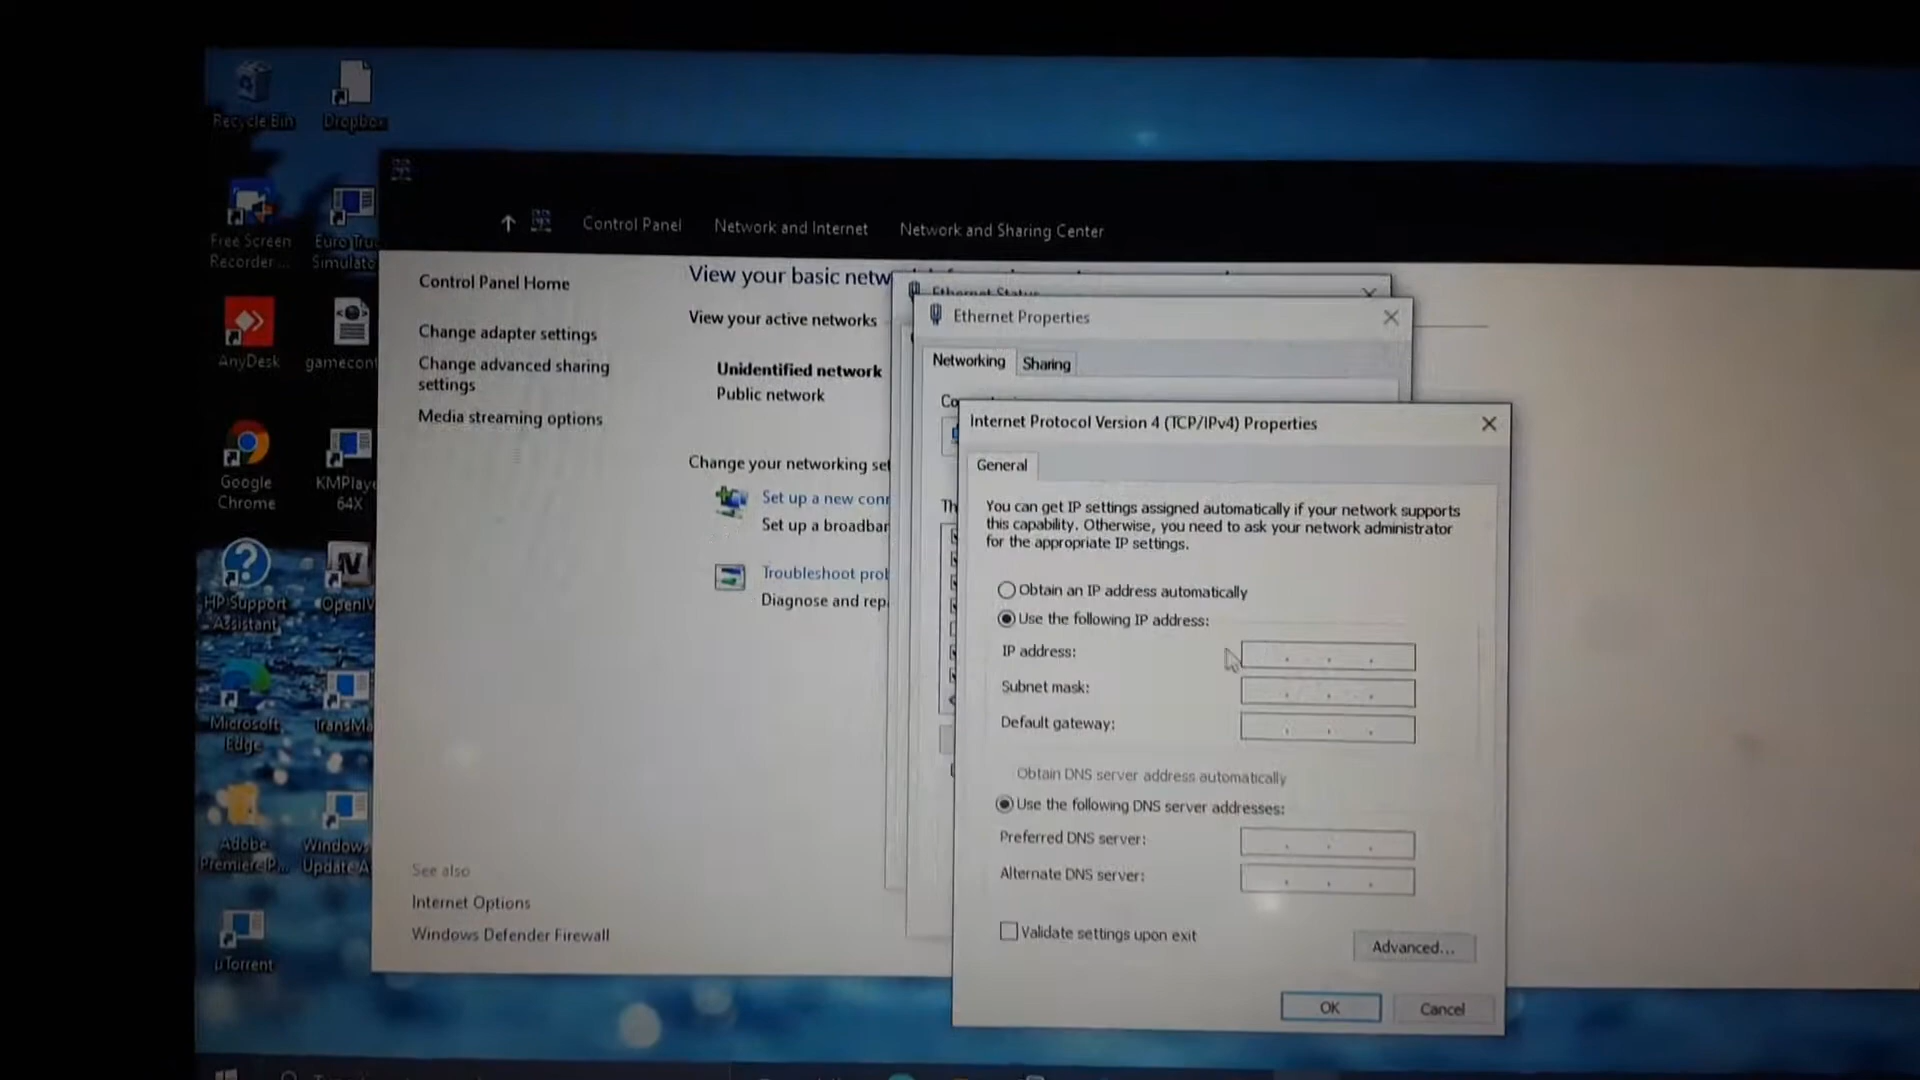 Recycle Bin
Dropbox
Free Screen
Recorder ...
Euro Tru
Simulato
AnyDesk
gamecont
Google
Chrome
KMPlaye
64X
HP Support
Assistant
OpenIV
Microsoft
Edge
TransMa
Adobe
Premiere P...
Windows
Update A
µTorrent
Control Panel
Network and Internet
Network and Sharing Center
Control Panel Home
Change adapter settings
Change advanced sharing
settings
Media streaming options
See also
Internet Options
Windows Defender Firewall
View your basic netw
View your active networks
Unidentified network
Public network
Change your networking set
Set up a new conn
Set up a broadban
Troubleshoot prob
Diagnose and rep
Ethernet Status
Ethernet Properties
Networking
Sharing
Co
Th
Internet Protocol Version 4 (TCP/IPv4) Properties
General
You can get IP settings assigned automatically if your network supports
this capability. Otherwise, you need to ask your network administrator
for the appropriate IP settings.
Obtain an IP address automatically
Use the following IP address:
IP address:
Subnet mask:
Default gateway:
Obtain DNS server address automatically
Use the following DNS server addresses:
Preferred DNS server:
Alternate DNS server:
Validate settings upon exit
Advanced...
OK
Cancel